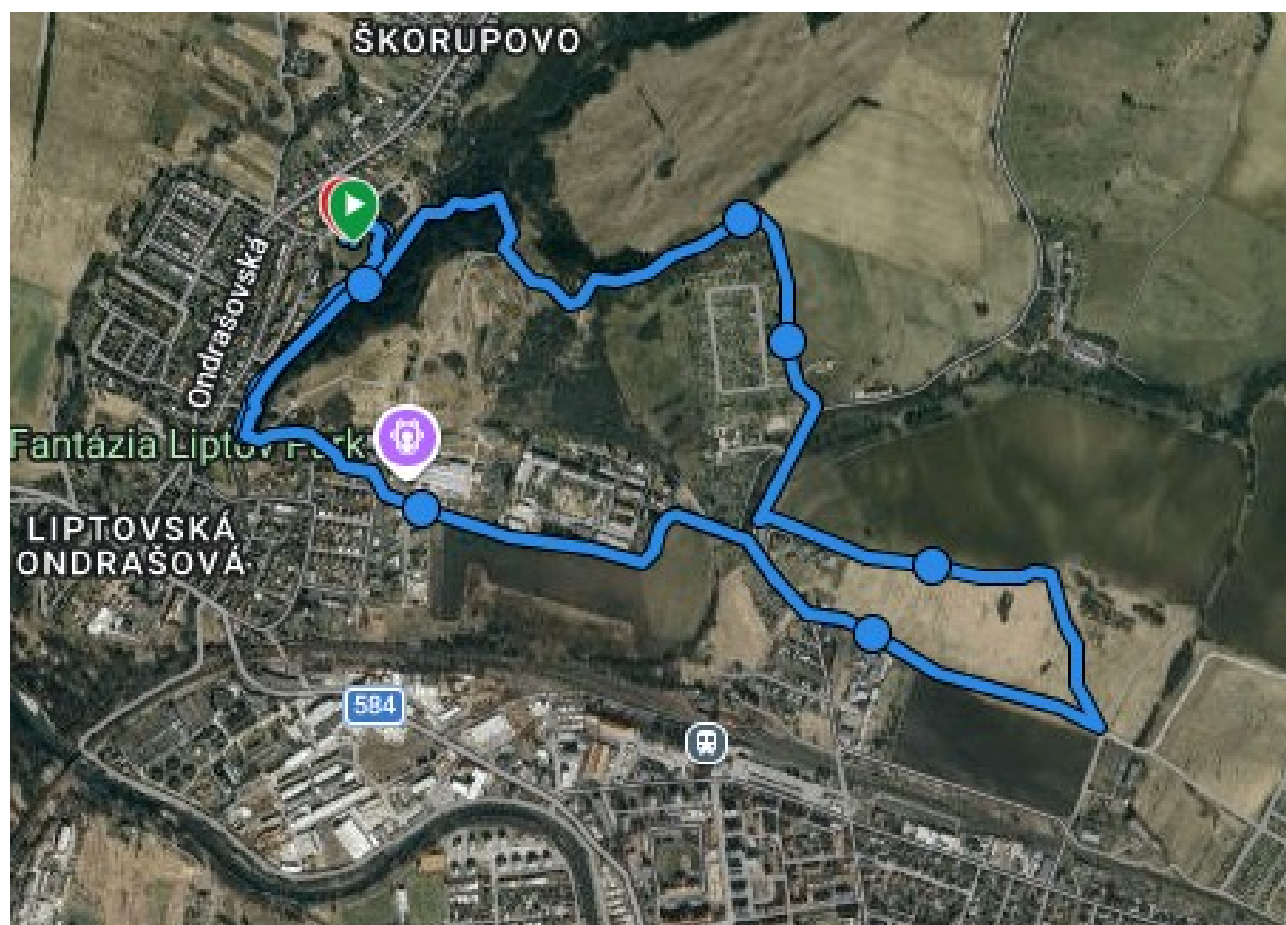 ŠKORUPOVO
Ondrašovská
Fantázia Liptov Park
LIPTOVSKÁ
ONDRAŠOVÁ
584